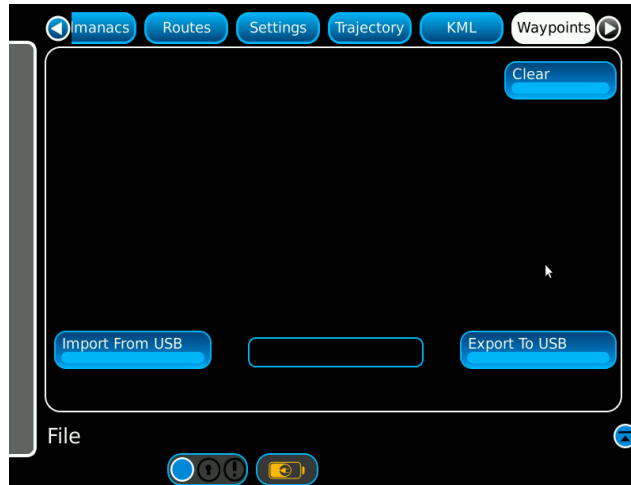 lmanacs Routes Settings Trajectory KML Waypoints
Clear
Import From USB Export To USB
File